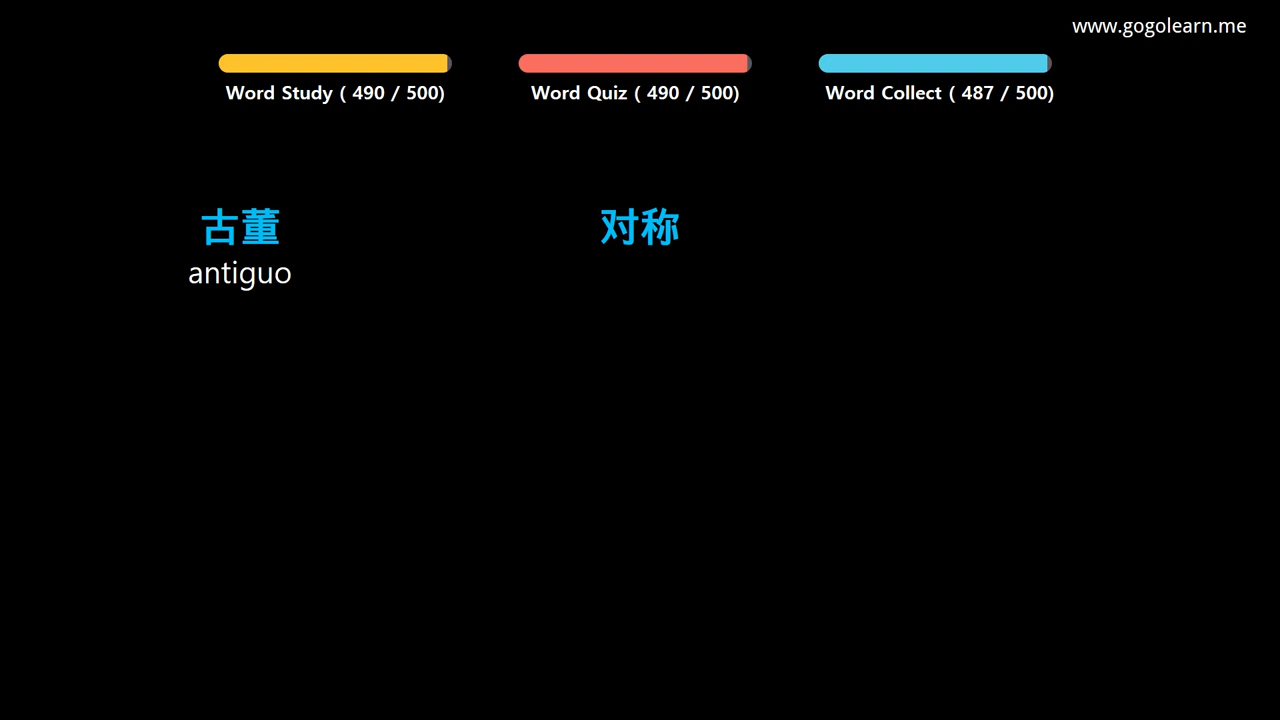 www.gogolearn.me
Word Study ( 490 / 500)
Word Quiz ( 490 / 500)
Word Collect ( 487 / 500)
古董
对称
antiguo